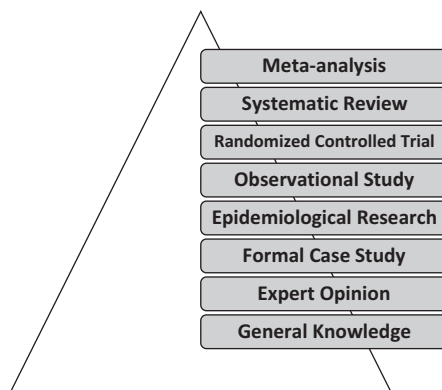 Meta-analysis
Systematic Review
Randomized Controlled Trial
Observational Study
Epidemiological Research
Formal Case Study
Expert Opinion
General Knowledge